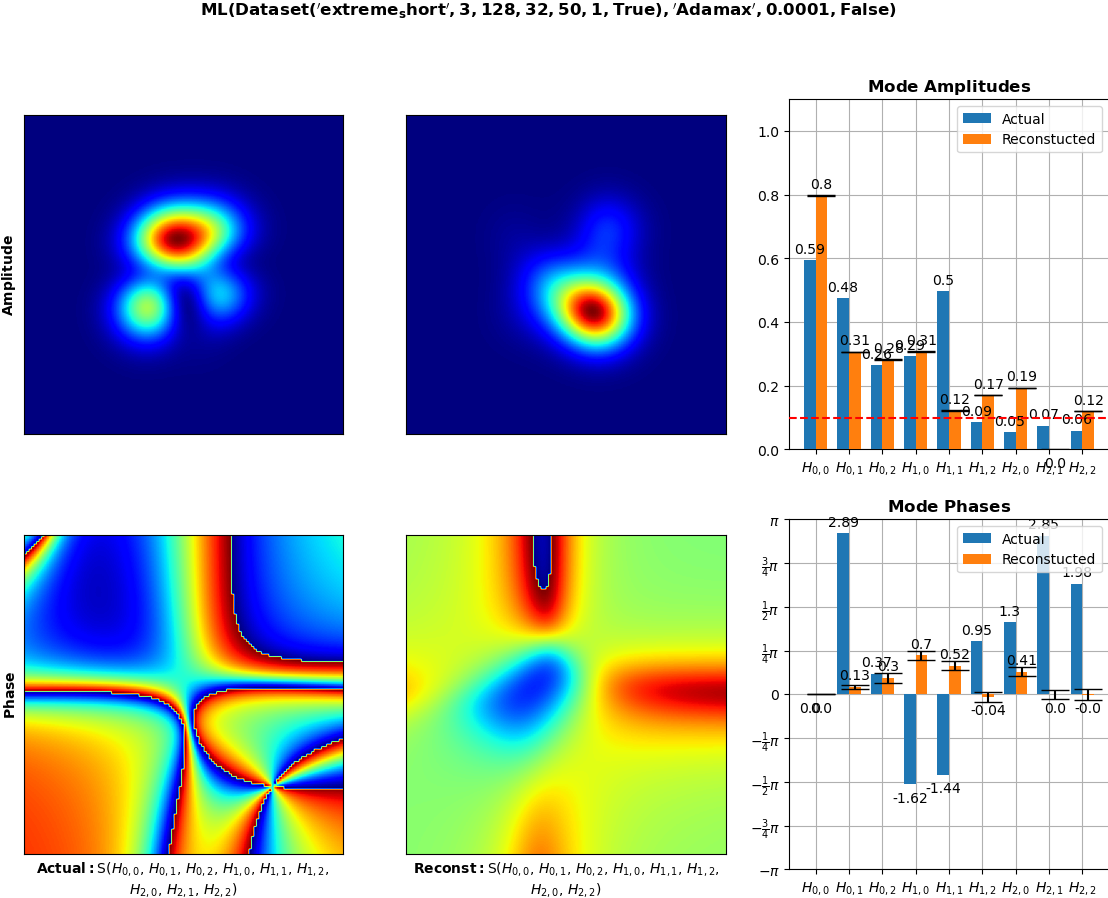 ML(Dataset('extreme_short', 3, 128, 32, 50, 1, True), 'Adamax', 0.0001, False)
Amplitude
Mode Amplitudes
Actual
Reconstucted
1.0
0.8
0.6
0.4
0.2
0.0
0.59
0.8
0.48
0.31
0.26
0.28
0.29
0.31
0.5
0.12
0.09
0.17
0.05
0.19
0.07
0.0
0.06
0.12
H0,0 H0,1 H0,2 H1,0 H1,1 H1,2 H2,0 H2,1 H2,2
Phase
Mode Phases
Actual
Reconstucted
π
3/4π
1/2π
1/4π
0
−1/4π
−1/2π
−3/4π
−π
0.0
0.0
2.89
0.13
0.37
0.3
-1.62
0.7
-1.44
0.52
0.95
-0.04
1.3
0.41
2.85
0.0
1.98
-0.0
H0,0 H0,1 H0,2 H1,0 H1,1 H1,2 H2,0 H2,1 H2,2
Actual: S(H0,0, H0,1, H0,2, H1,0, H1,1, H1,2,
H2,0, H2,1, H2,2)
Reconst: S(H0,0, H0,1, H0,2, H1,0, H1,1, H1,2,
H2,0, H2,2)